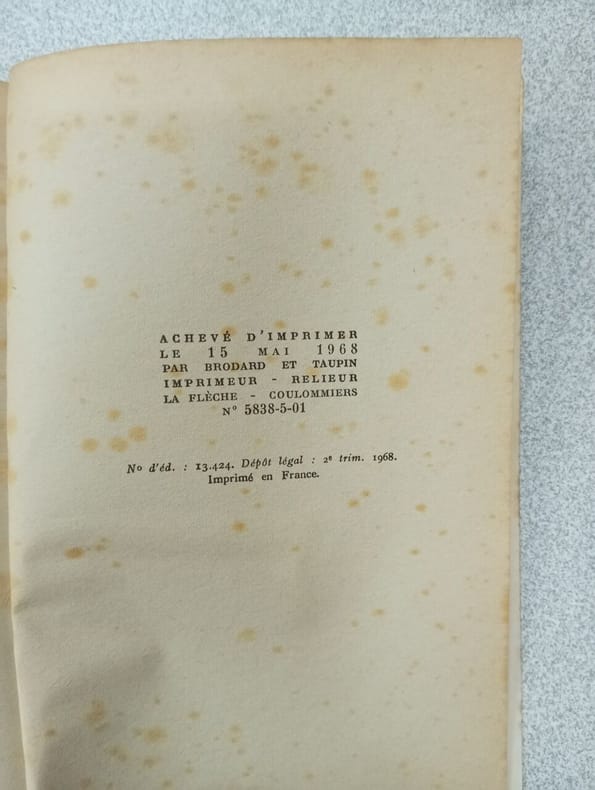 ACHEVÉ D'IMPRIMER
LE 15 MAI 1968
PAR BRODARD ET TAUPIN
IMPRIMEUR - RELIEUR
LA FLÈCHE - COULOMMIERS
N° 5838-5-01
No d'éd. : 13.424. Dépôt légal : 2e trim. 1968.
Imprimé en France.